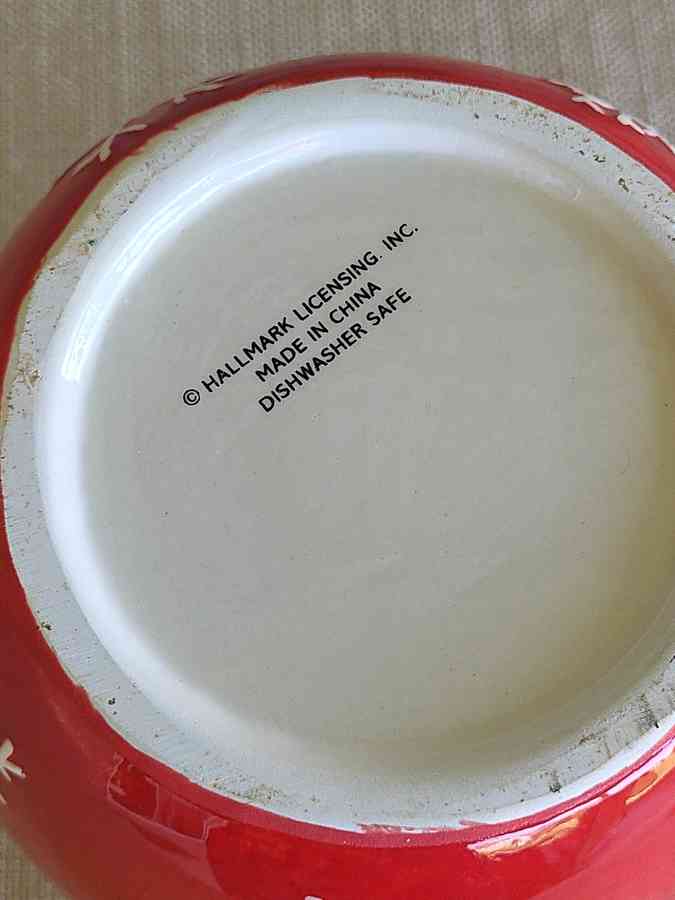 © HALLMARK LICENSING, INC.
MADE IN CHINA
DISHWASHER SAFE